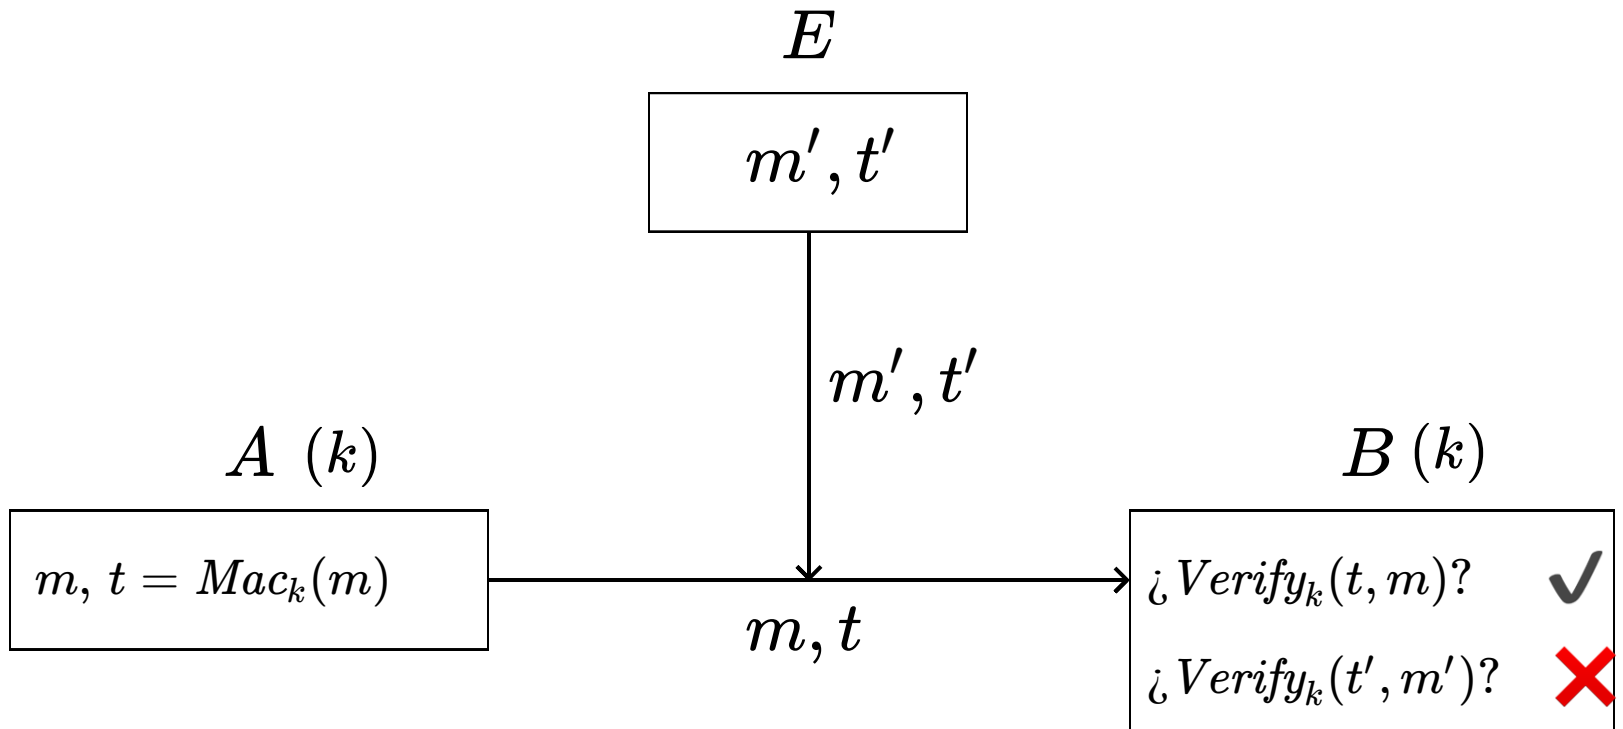 E
m′, t′
m′, t′
A (k)
B (k)
m, t = Mac_k(m)
m, t
¿Verify_k(t, m)?
¿Verify_k(t′, m′)?